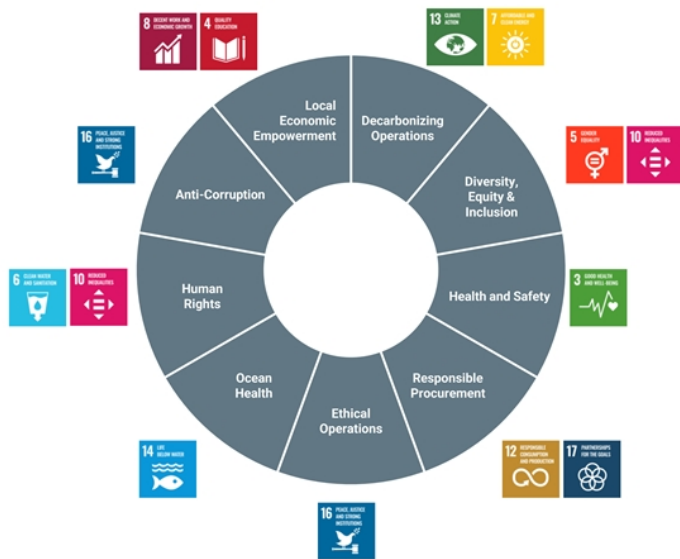 8 DECENT WORK AND
ECONOMIC GROWTH
4 QUALITY
EDUCATION
13 CLIMATE
ACTION
7 AFFORDABLE AND
CLEAN ENERGY
Local
Economic
Empowerment
Decarbonizing
Operations
16 PEACE, JUSTICE
AND STRONG
INSTITUTIONS
5 GENDER
EQUALITY
10 REDUCED
INEQUALITIES
Anti-Corruption
Diversity,
Equity &
Inclusion
6 CLEAN WATER
AND SANITATION
10 REDUCED
INEQUALITIES
Human
Rights
Health and Safety
3 GOOD HEALTH
AND WELL-BEING
Ocean
Health
Responsible
Procurement
Ethical
Operations
14 LIFE
BELOW WATER
12 RESPONSIBLE
CONSUMPTION
AND PRODUCTION
17 PARTNERSHIPS
FOR THE GOALS
16 PEACE, JUSTICE
AND STRONG
INSTITUTIONS